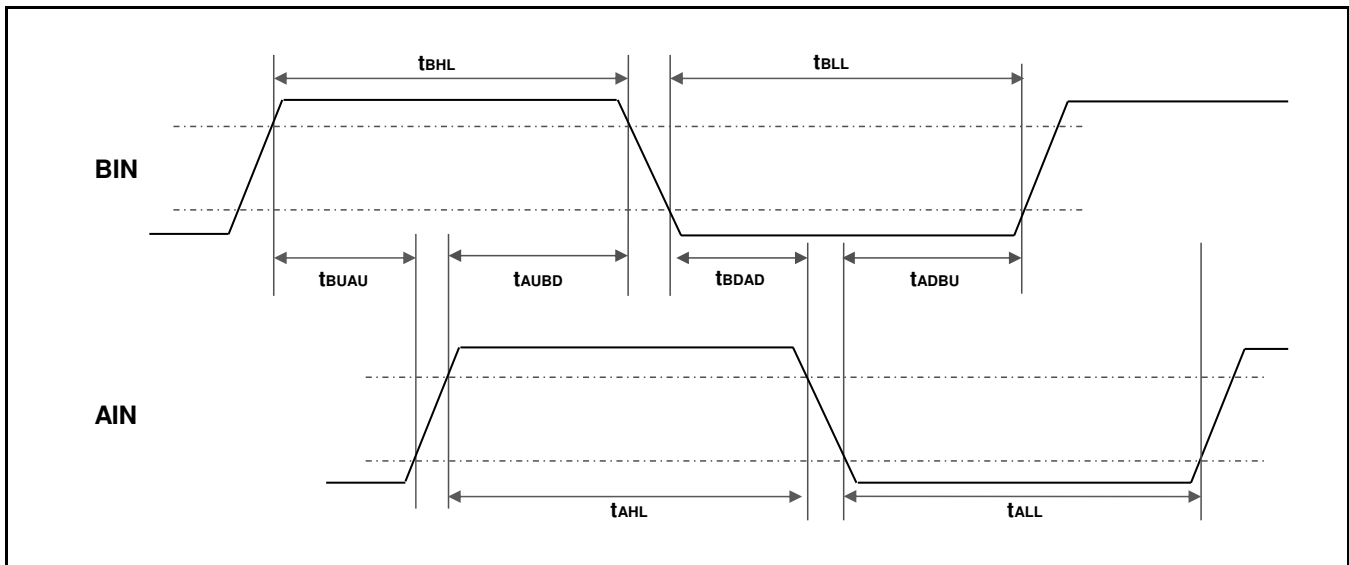 tBHL
tBLL
BIN
tBUAU
tAUBD
tBDAD
tADBU
AIN
tAHL
tALL